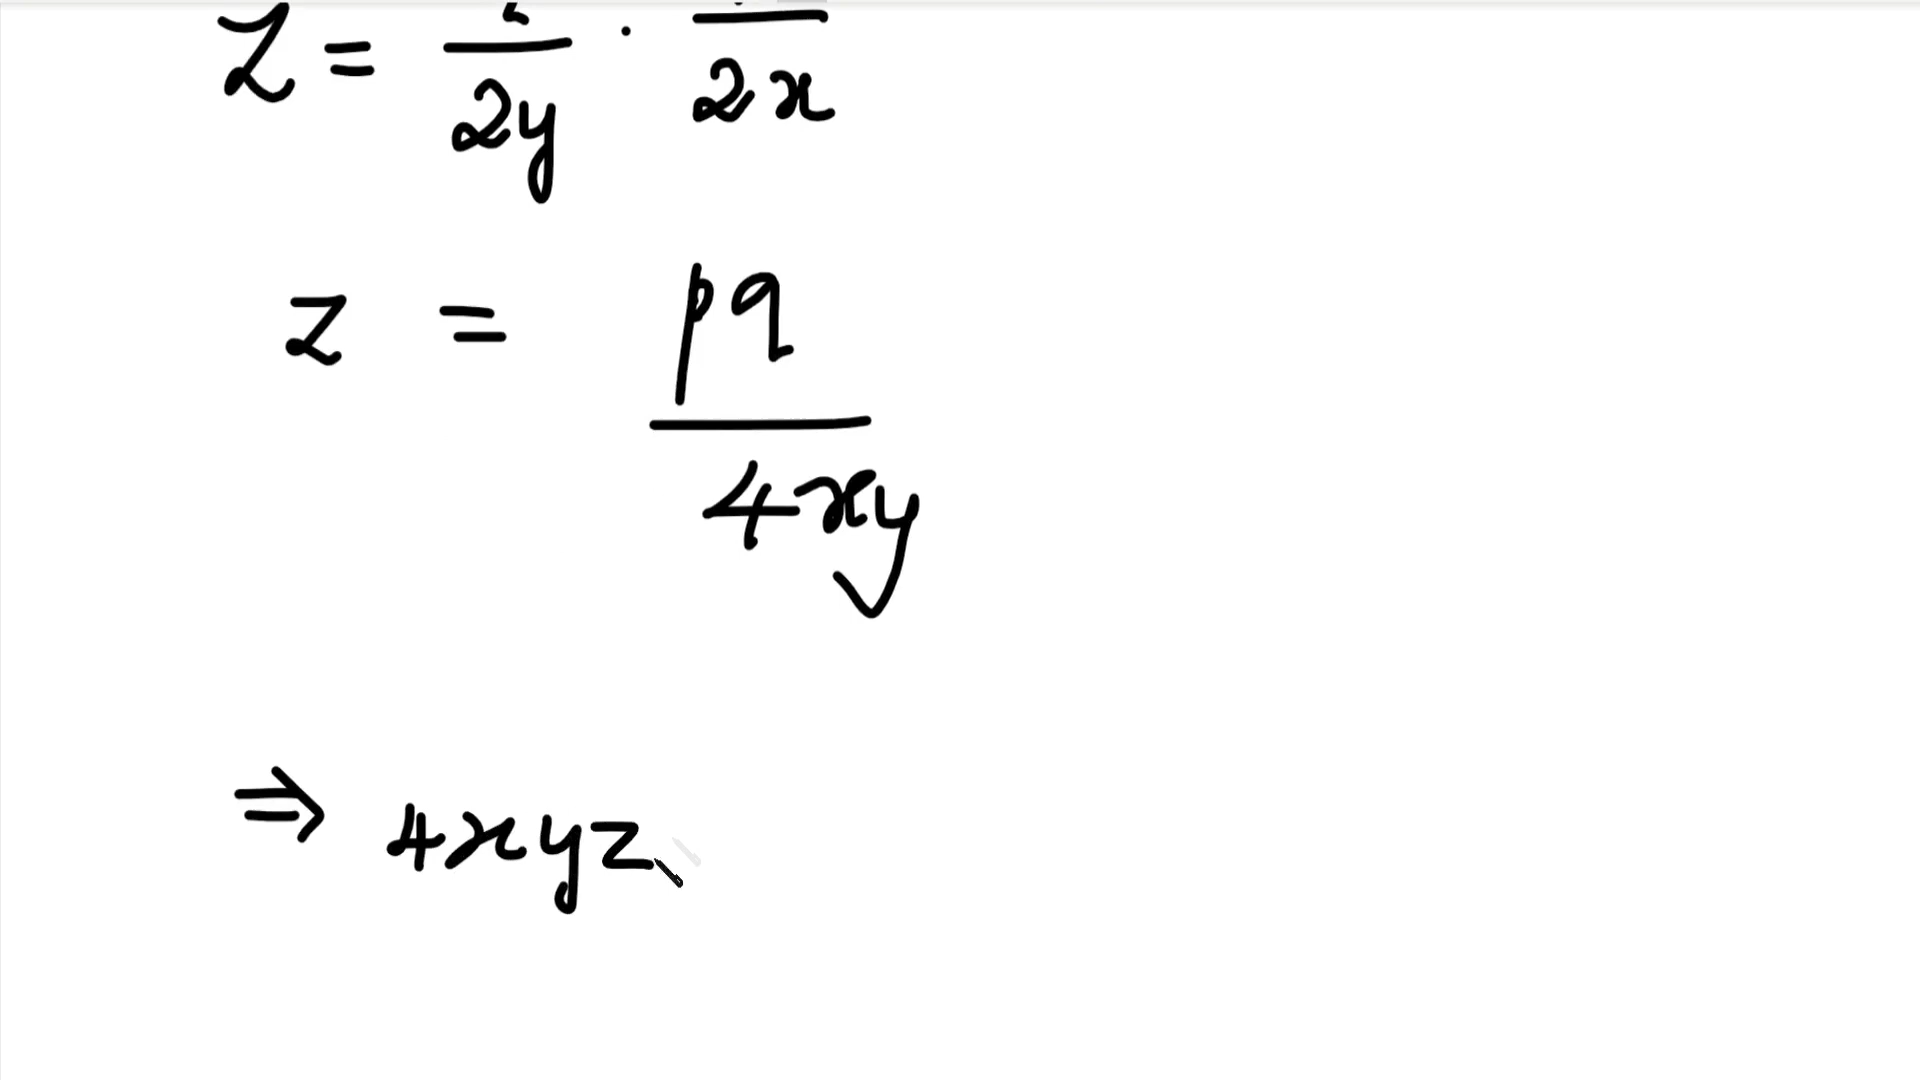 Z = /2y · /2x
z = pq/4xy
⇒ 4xyz